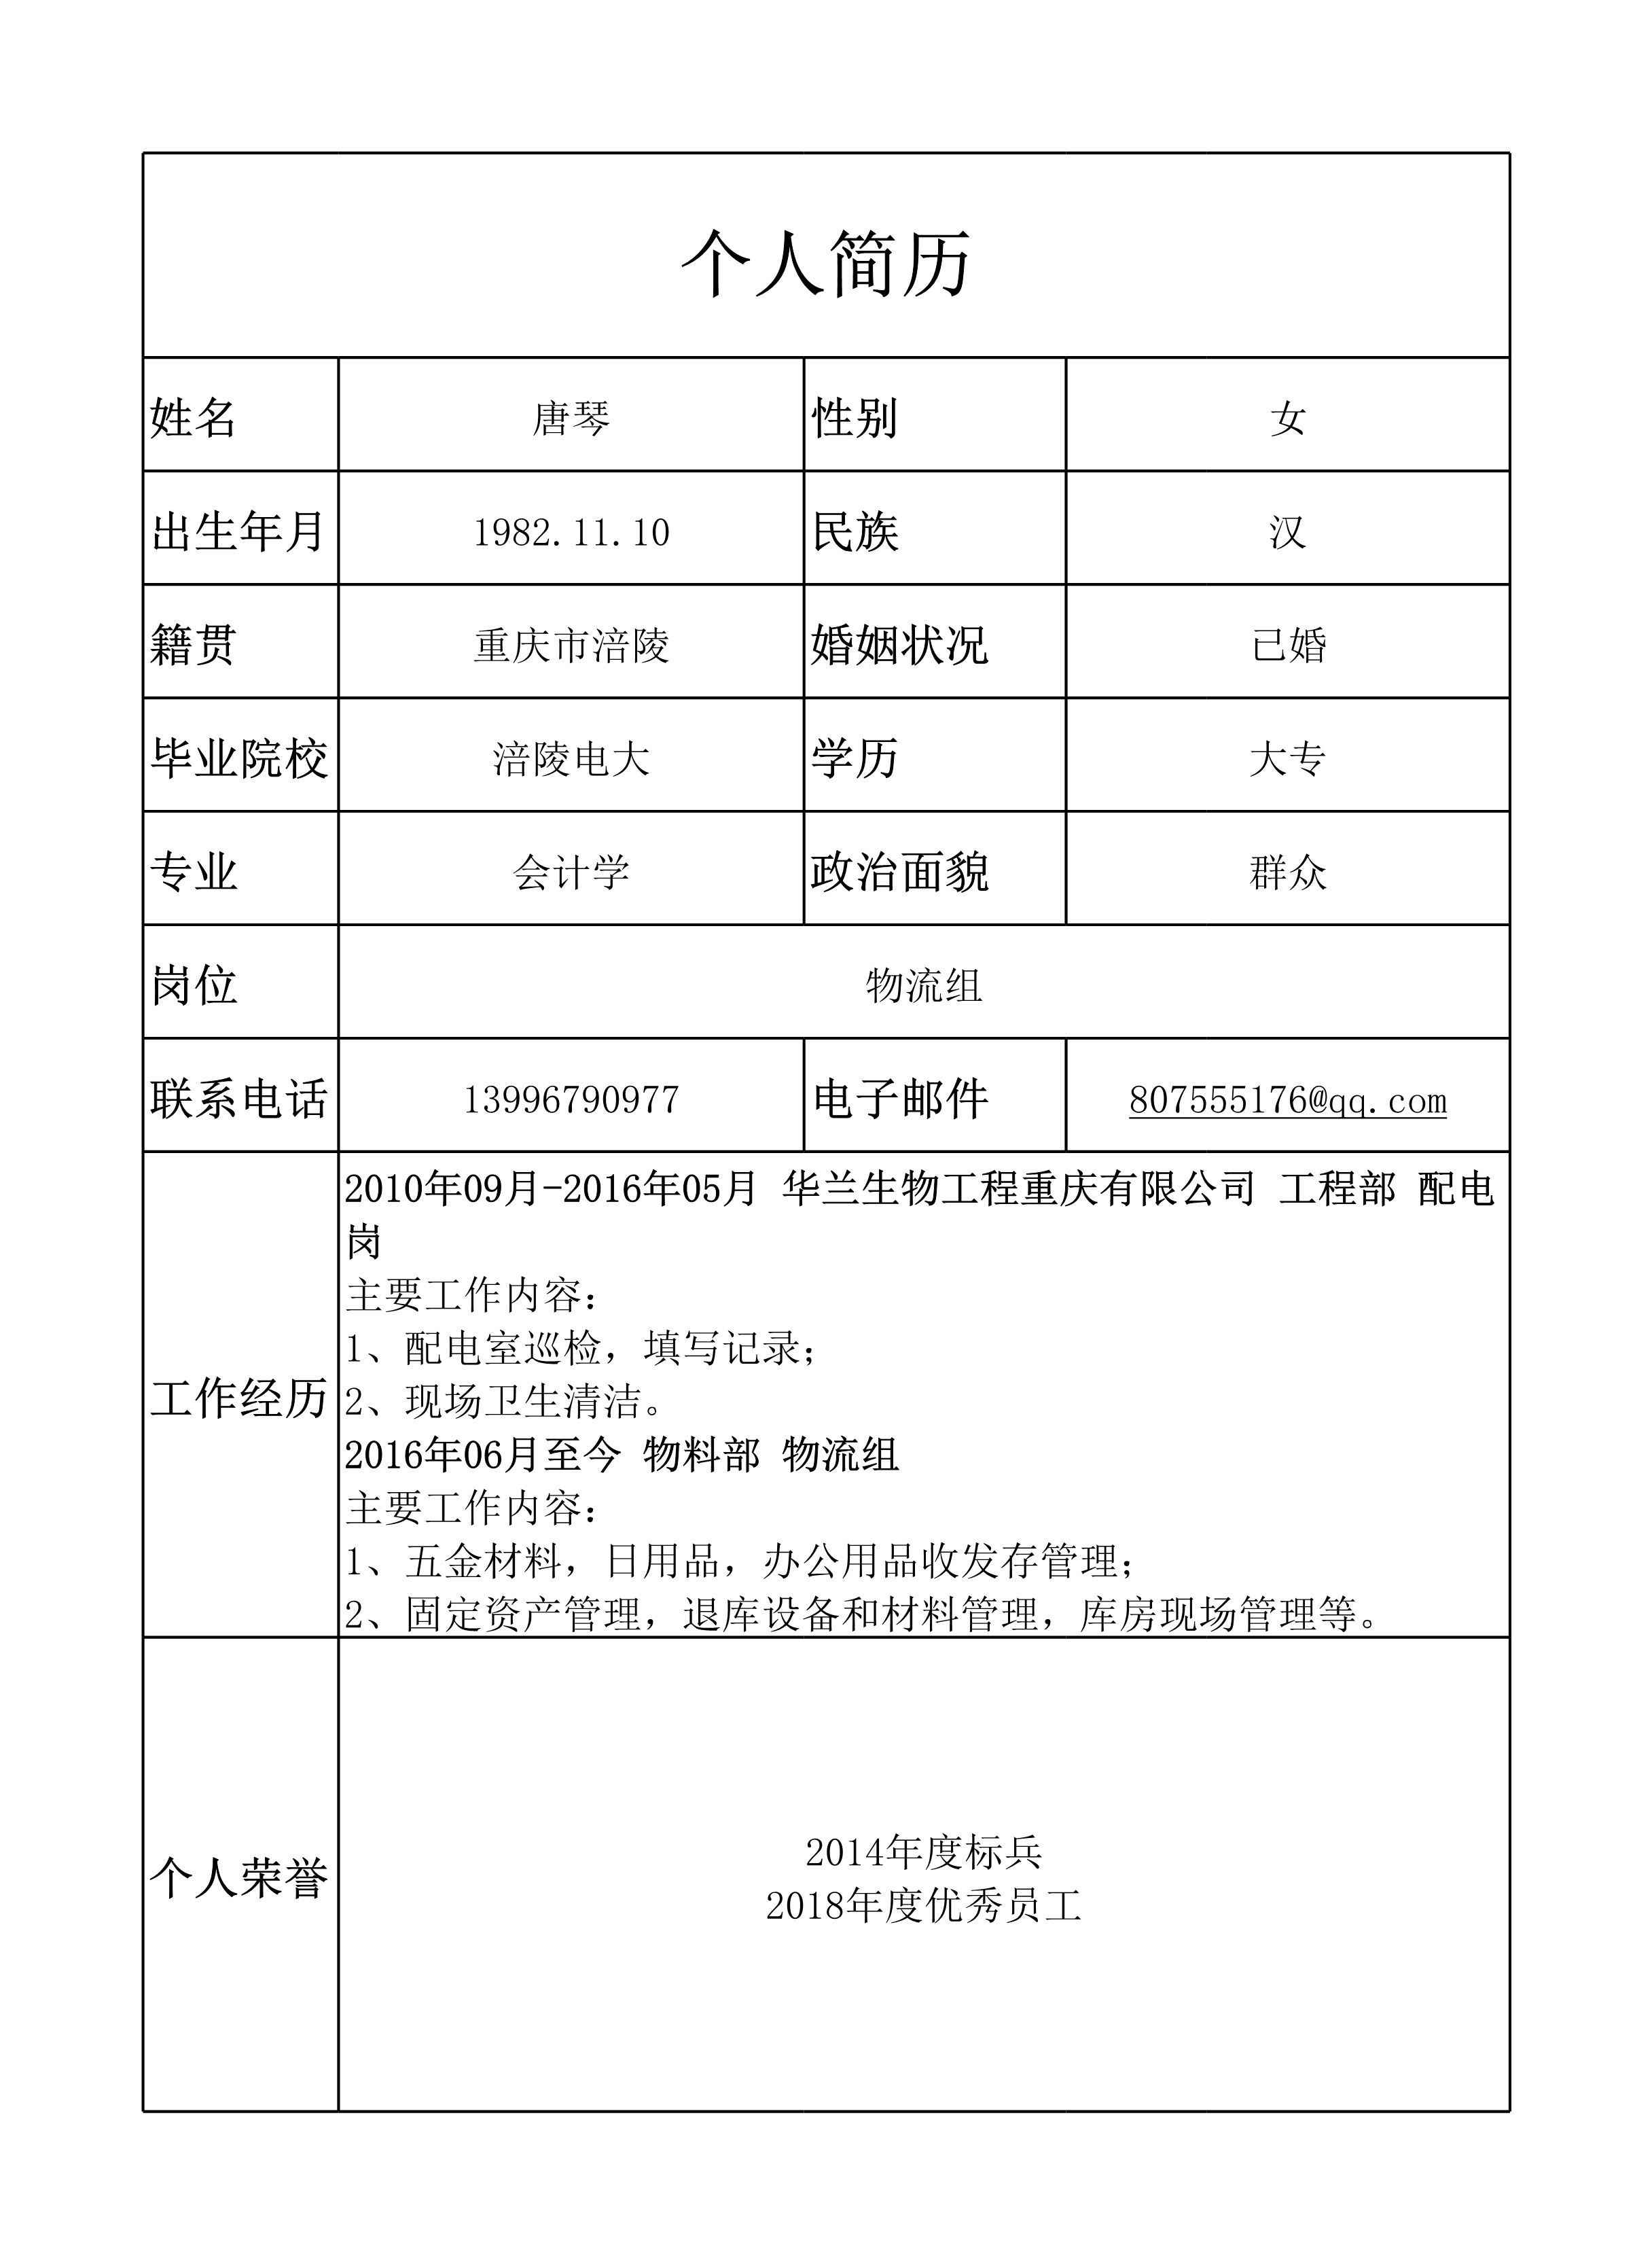 个人简历
姓名 唐琴 性别 女
出生年月 1982.11.10 民族 汉
籍贯 重庆市涪陵 婚姻状况 已婚
毕业院校 涪陵电大 学历 大专
专业 会计学 政治面貌 群众
岗位 物流组
联系电话 13996790977 电子邮件 807555176@qq.com
工作经历
2010年09月-2016年05月 华兰生物工程重庆有限公司 工程部 配电
岗
主要工作内容：
1、配电室巡检，填写记录；
2、现场卫生清洁。
2016年06月至今 物料部 物流组
主要工作内容：
1、五金材料，日用品，办公用品收发存管理；
2、固定资产管理，退库设备和材料管理，库房现场管理等。
个人荣誉
2014年度标兵
2018年度优秀员工